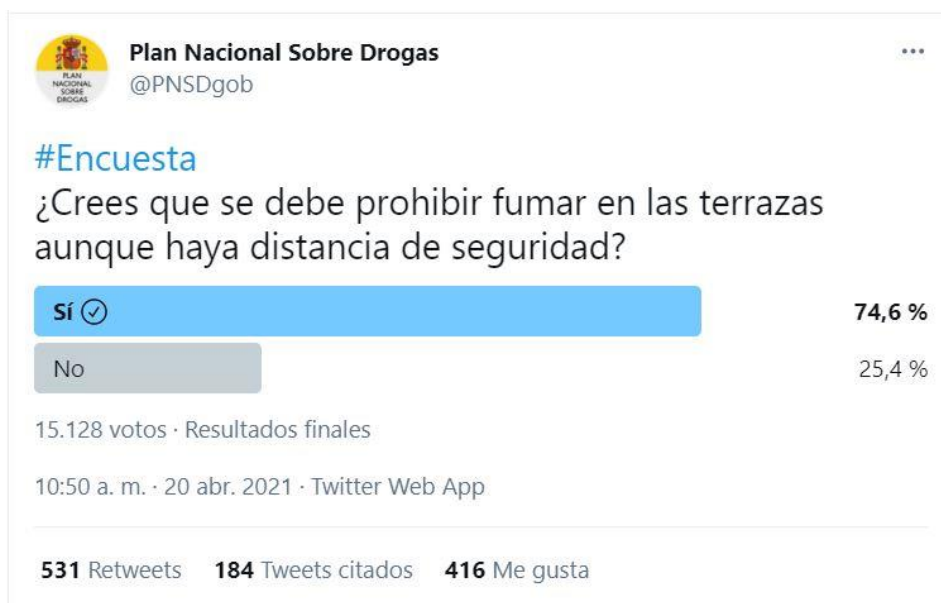 Plan Nacional Sobre Drogas
@PNSDgob
PLAN
NACIONAL
SOBRE
DROGAS
#Encuesta
¿Crees que se debe prohibir fumar en las terrazas
aunque haya distancia de seguridad?
Sí 74,6 %
No 25,4 %
15.128 votos · Resultados finales
10:50 a. m. · 20 abr. 2021 · Twitter Web App
531 Retweets 184 Tweets citados 416 Me gusta